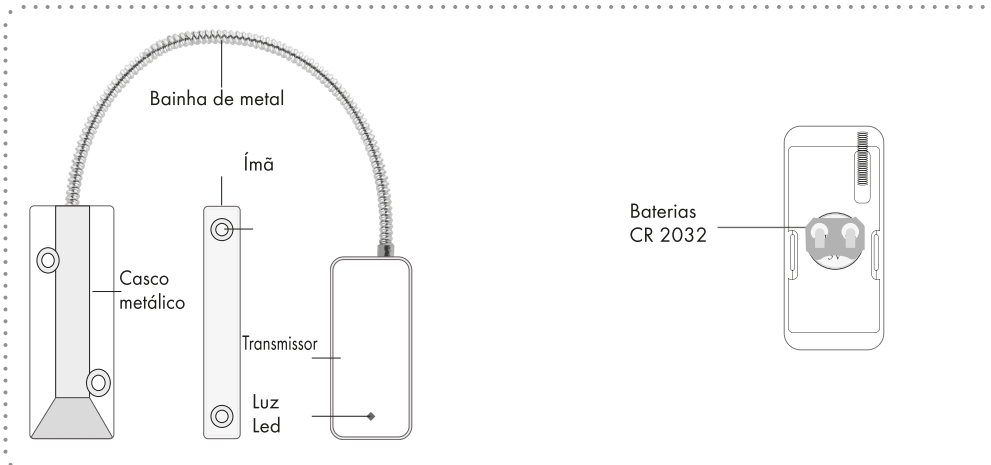 Bainha de metal
Ímã
Casco
metálico
Transmissor
Luz
Led
Baterias
CR 2032